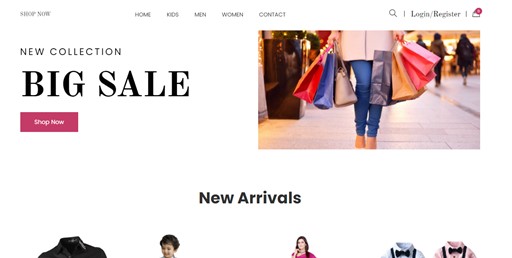 SHOP NOW
HOME KIDS MEN WOMEN CONTACT
| Login/Register |
0
NEW COLLECTION
BIG SALE
Shop Now
New Arrivals